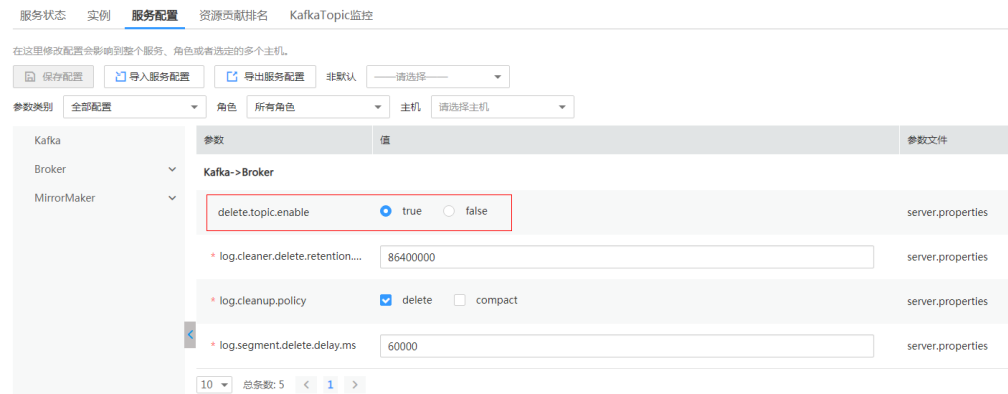 服务状态 实例 服务配置 资源贡献排名 KafkaTopic监控
在这里修改配置会影响到整个服务、角色或者选定的多个主机。
保存配置 导入服务配置 导出服务配置 非默认 ——请选择——
参数类别 全部配置 角色 所有角色 主机 请选择主机
Kafka 参数 值 参数文件
Broker Kafka->Broker
MirrorMaker delete.topic.enable true false server.properties
* log.cleaner.delete.retention.... 86400000 server.properties
* log.cleanup.policy delete compact server.properties
* log.segment.delete.delay.ms 60000 server.properties
10 总条数: 5 < 1 >